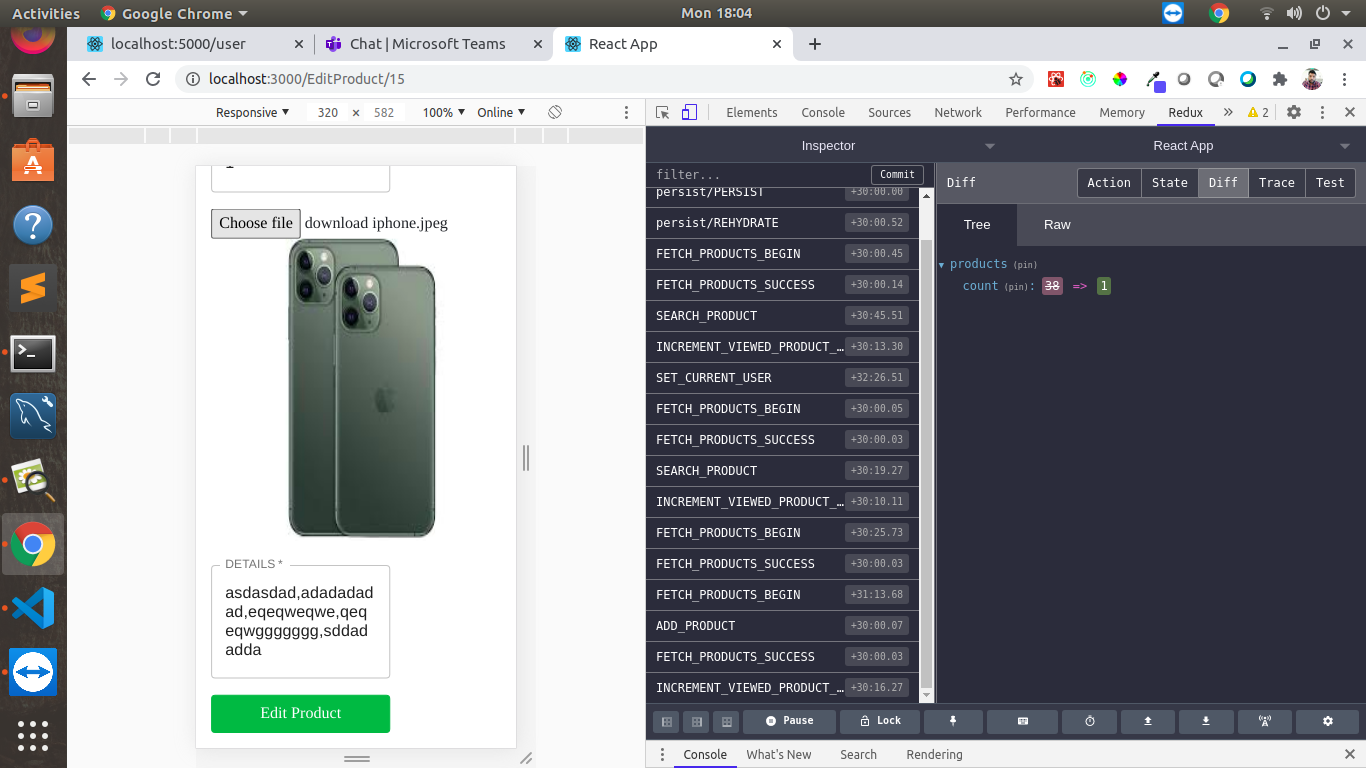 Activities
Google Chrome
Mon 18:04
localhost:5000/user
Chat | Microsoft Teams
React App
localhost:3000/EditProduct/15
Responsive
320 × 582
100%
Online
Elements
Console
Sources
Network
Performance
Memory
Redux
2
Inspector
React App
filter...
Commit
Diff
Action
State
Diff
Trace
Test
Tree
Raw
products (pin)
count (pin): 38 => 1
persist/PERSIST +30:00.00
persist/REHYDRATE +30:00.52
FETCH_PRODUCTS_BEGIN +30:00.45
FETCH_PRODUCTS_SUCCESS +30:00.14
SEARCH_PRODUCT +30:45.51
INCREMENT_VIEWED_PRODUCT_… +30:13.30
SET_CURRENT_USER +32:26.51
FETCH_PRODUCTS_BEGIN +30:00.05
FETCH_PRODUCTS_SUCCESS +30:00.03
SEARCH_PRODUCT +30:19.27
INCREMENT_VIEWED_PRODUCT_… +30:10.11
FETCH_PRODUCTS_BEGIN +30:25.73
FETCH_PRODUCTS_SUCCESS +30:00.03
FETCH_PRODUCTS_BEGIN +31:13.68
ADD_PRODUCT +30:00.07
FETCH_PRODUCTS_SUCCESS +30:00.03
INCREMENT_VIEWED_PRODUCT_… +30:16.27
Choose file download iphone.jpeg
DETAILS *
asdasdad,adadadad
ad,eqeqweqwe,qeq
eqwggggggg,sddad
adda
Edit Product
Pause
Lock
Console
What's New
Search
Rendering